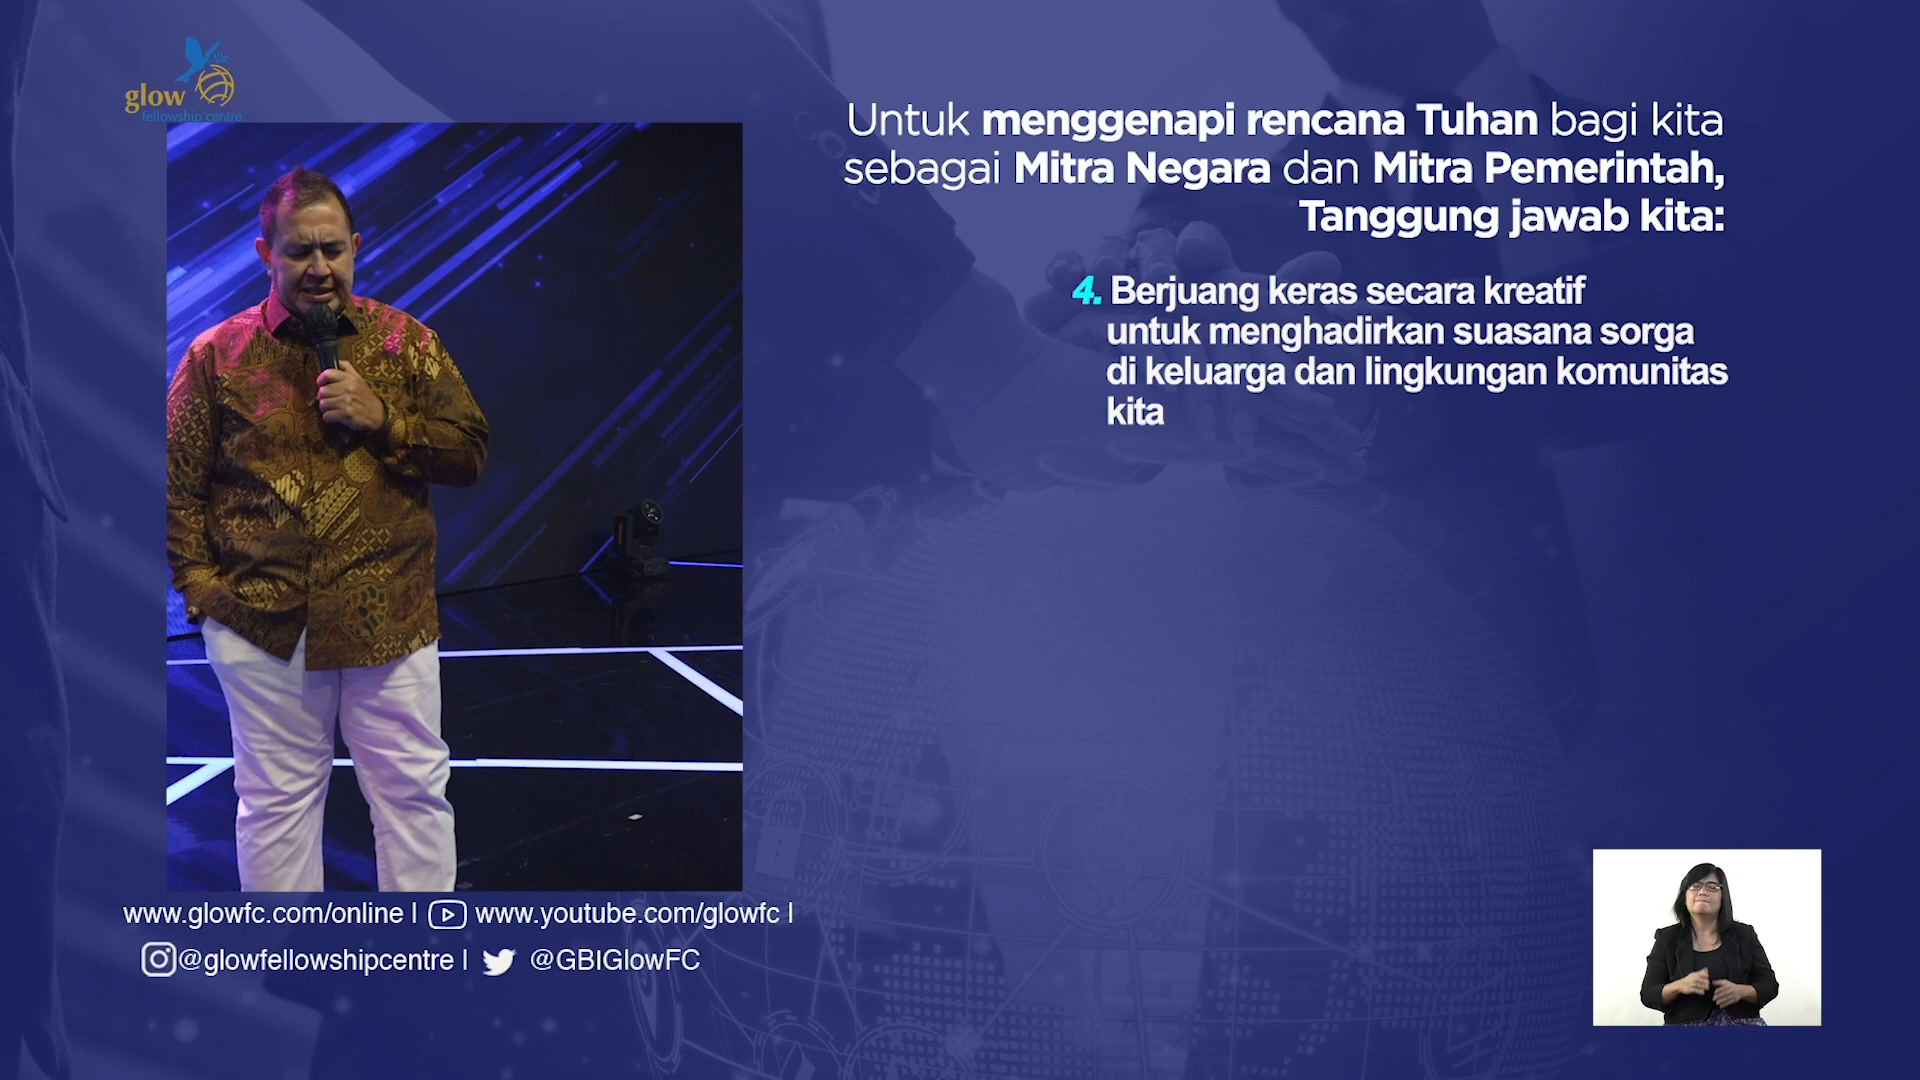 glow
fellowship centre
Untuk menggenapi rencana Tuhan bagi kita
sebagai Mitra Negara dan Mitra Pemerintah,
Tanggung jawab kita:
4. Berjuang keras secara kreatif
untuk menghadirkan suasana sorga
di keluarga dan lingkungan komunitas
kita
www.glowfc.com/online | www.youtube.com/glowfc |
@glowfellowshipcentre | @GBIGlowFC